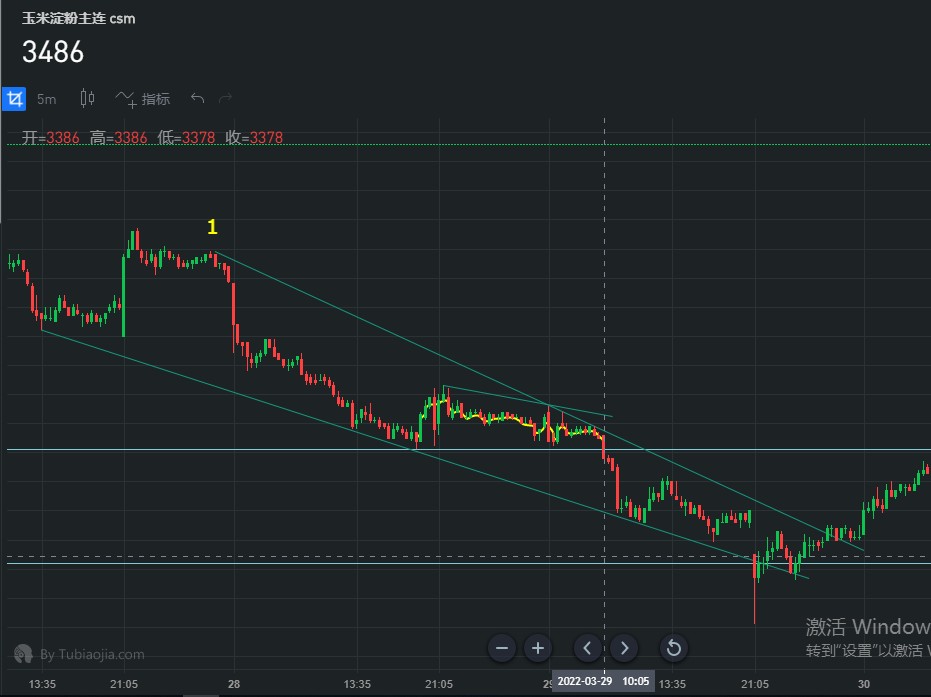 玉米淀粉主连 csm
3486
5m 指标
开=3386 高=3386 低=3378 收=3378
1
激活 Window
转到"设置"以激活
By Tubiaojia.com
13:35 21:05 28 13:35 21:05 29 2022-03-29 10:05 13:35 21:05 30